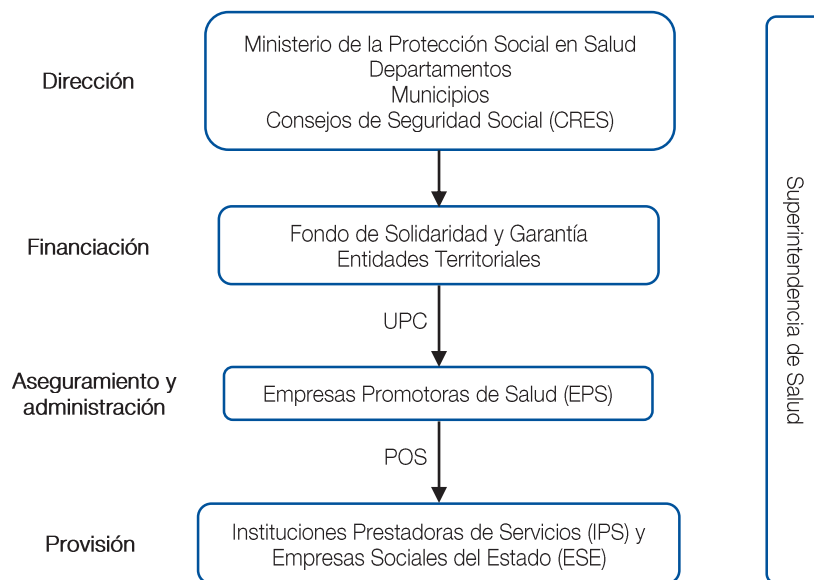 Dirección
Ministerio de la Protección Social en Salud
Departamentos
Municipios
Consejos de Seguridad Social (CRES)
Financiación
Fondo de Solidaridad y Garantía
Entidades Territoriales
UPC
Aseguramiento y
administración
Empresas Promotoras de Salud (EPS)
POS
Provisión
Instituciones Prestadoras de Servicios (IPS) y
Empresas Sociales del Estado (ESE)
Superintendencia de Salud